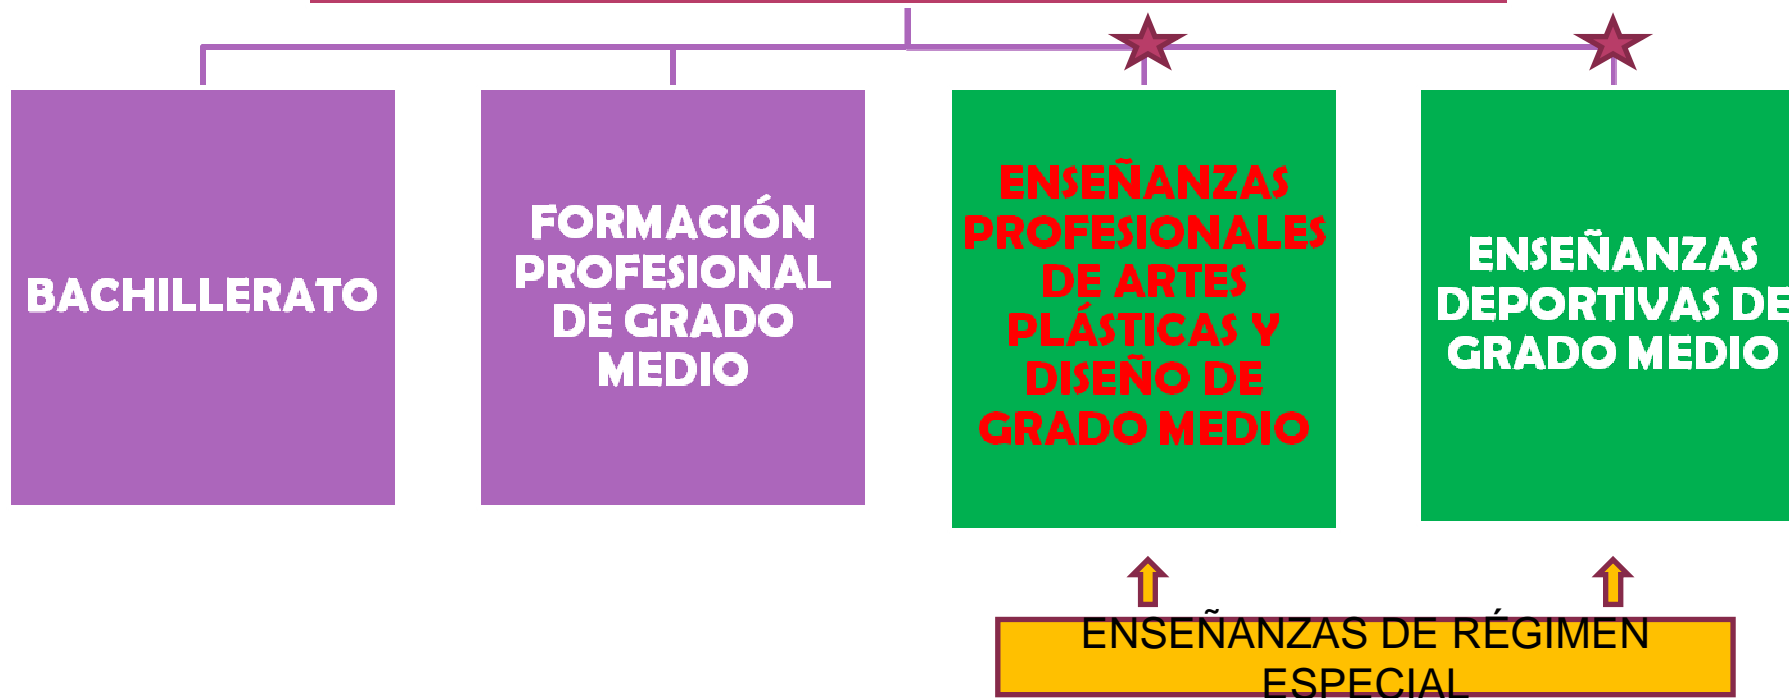 BACHILLERATO
FORMACIÓN
PROFESIONAL
DE GRADO
MEDIO
ENSEÑANZAS
PROFESIONALES
DE ARTES
PLÁSTICAS Y
DISEÑO DE
GRADO MEDIO
ENSEÑANZAS
DEPORTIVAS DE
GRADO MEDIO
ENSEÑANZAS DE RÉGIMEN
ESPECIAL